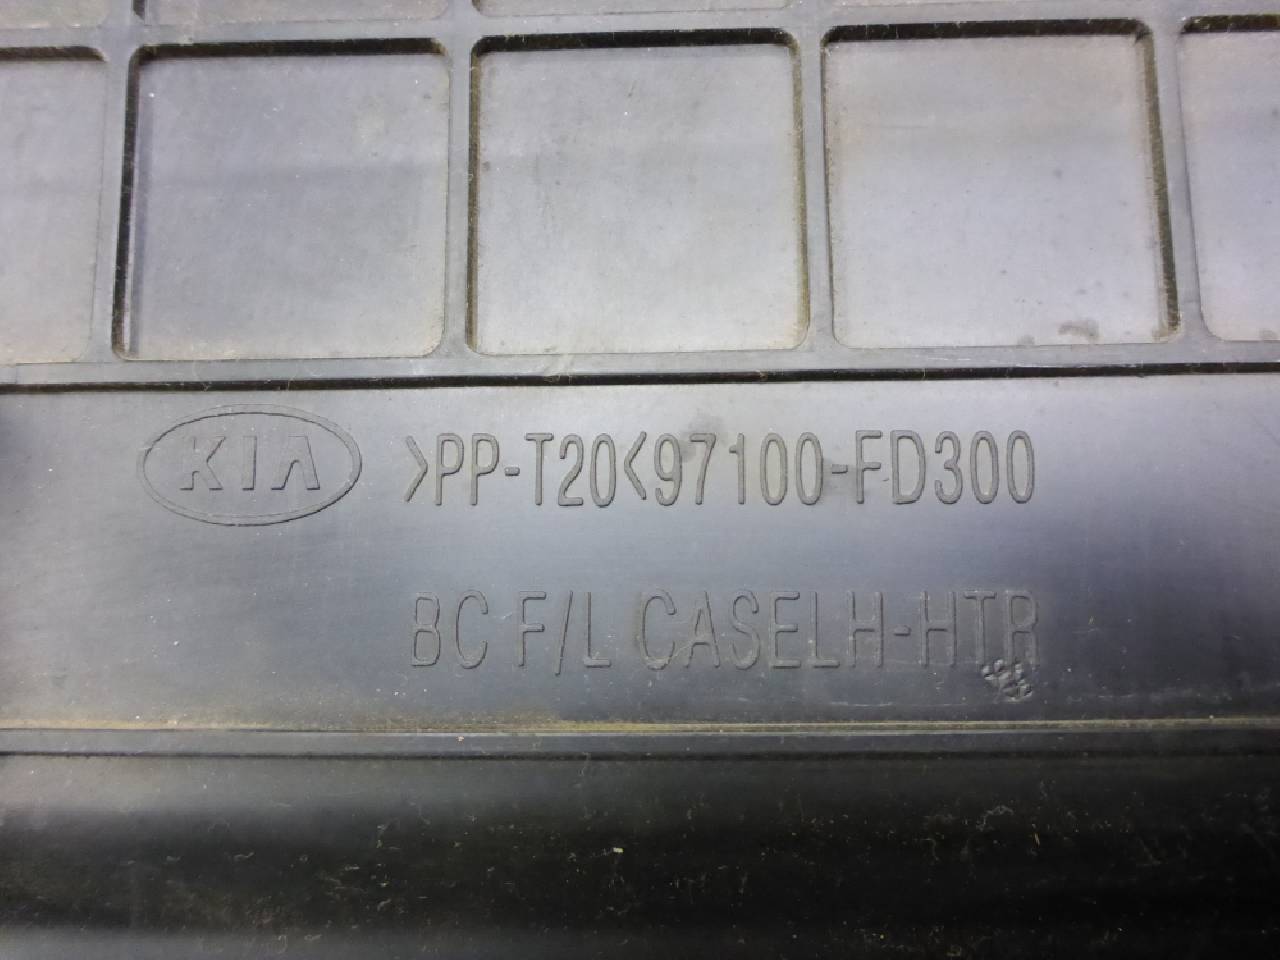 KIA >PP-T20<97100-FD300
BC F/L CASELH-HTR